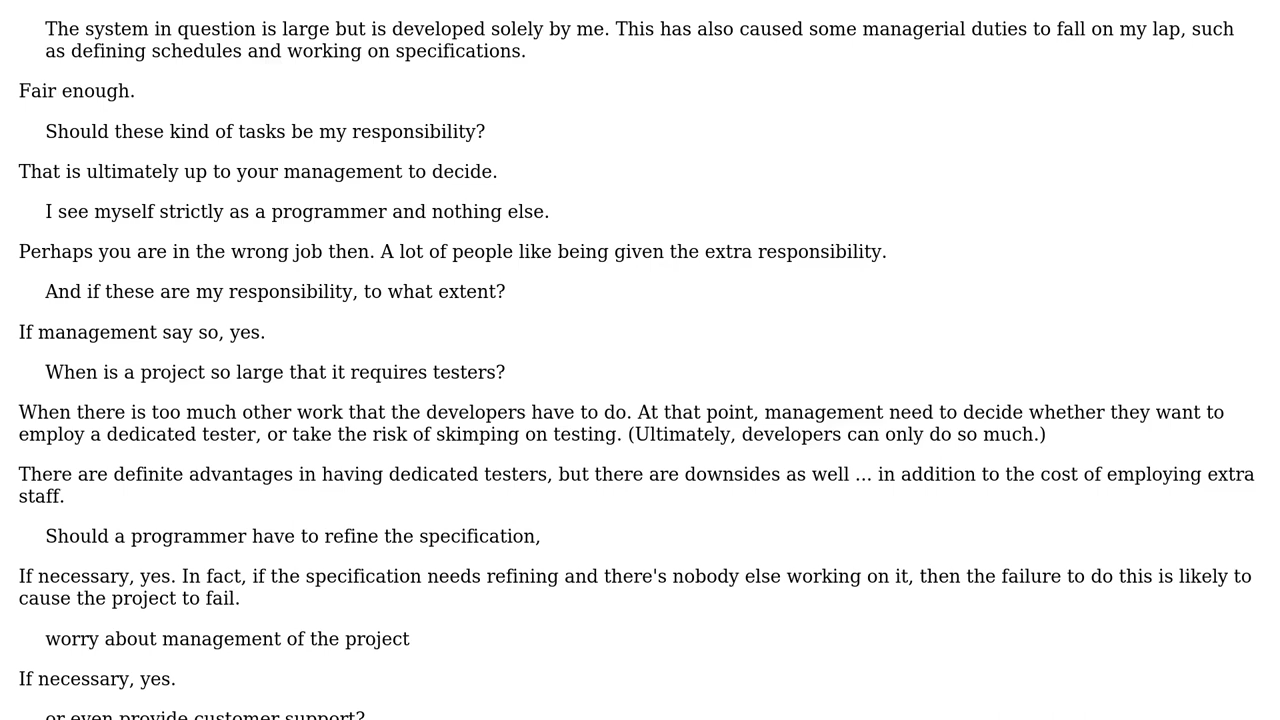 The system in question is large but is developed solely by me. This has also caused some managerial duties to fall on my lap, such
as defining schedules and working on specifications.
Fair enough.
Should these kind of tasks be my responsibility?
That is ultimately up to your management to decide.
I see myself strictly as a programmer and nothing else.
Perhaps you are in the wrong job then. A lot of people like being given the extra responsibility.
And if these are my responsibility, to what extent?
If management say so, yes.
When is a project so large that it requires testers?
When there is too much other work that the developers have to do. At that point, management need to decide whether they want to
employ a dedicated tester, or take the risk of skimping on testing. (Ultimately, developers can only do so much.)
There are definite advantages in having dedicated testers, but there are downsides as well ... in addition to the cost of employing extra
staff.
Should a programmer have to refine the specification,
If necessary, yes. In fact, if the specification needs refining and there's nobody else working on it, then the failure to do this is likely to
cause the project to fail.
worry about management of the project
If necessary, yes.
or even provide customer support?